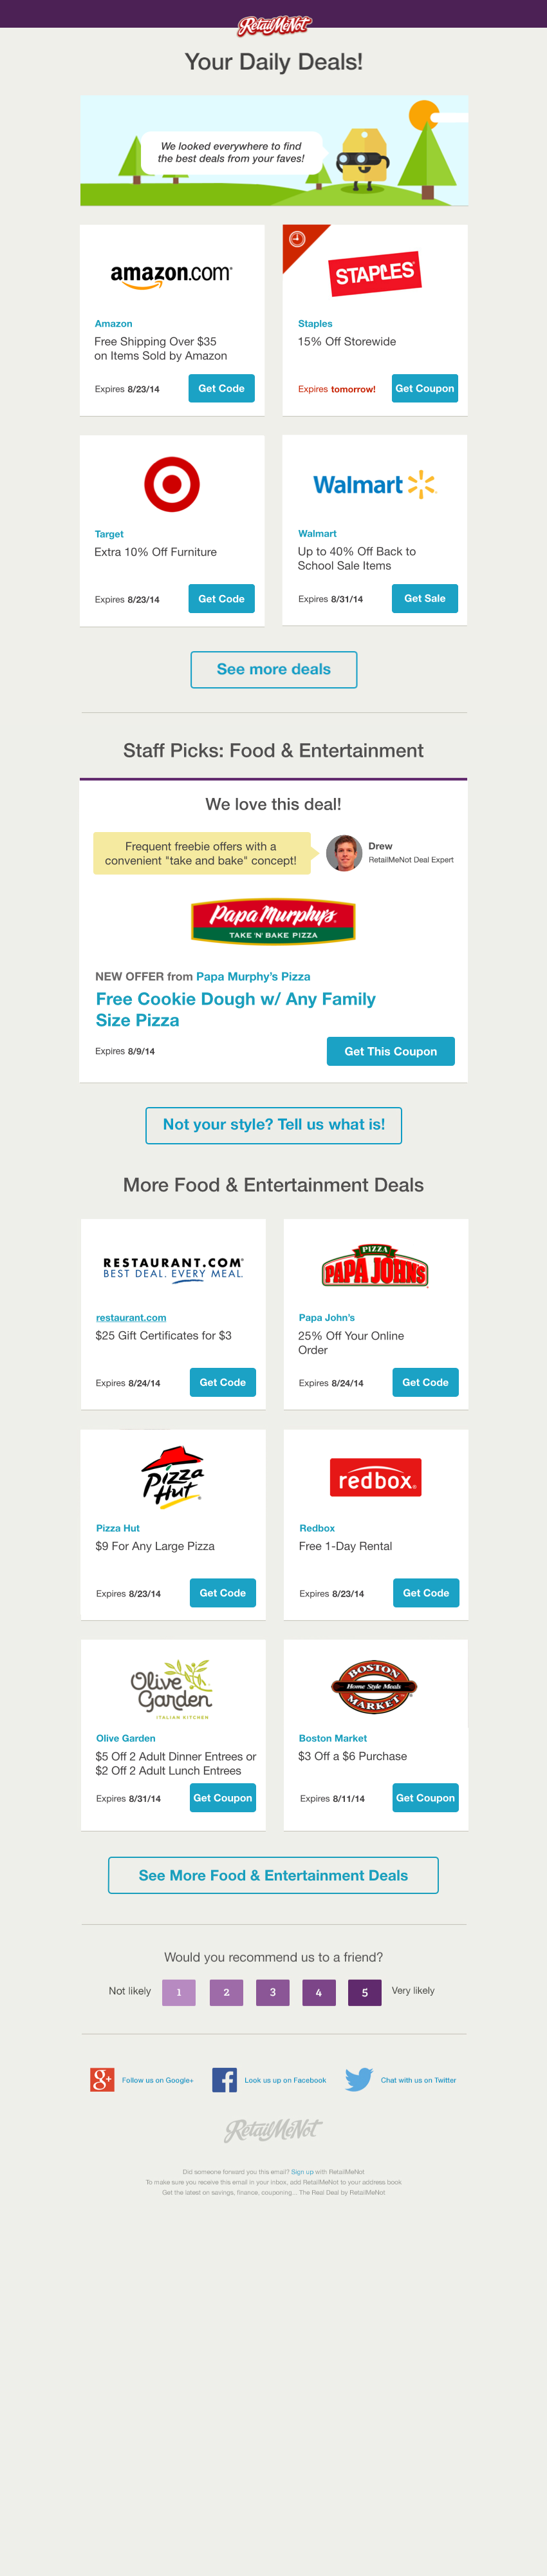 RetailMeNot
Your Daily Deals!
We looked everywhere to find
the best deals from your faves!
amazon.com
Amazon
Free Shipping Over $35
on Items Sold by Amazon
Expires 8/23/14
Get Code
STAPLES
Staples
15% Off Storewide
Expires tomorrow!
Get Coupon
Target
Extra 10% Off Furniture
Expires 8/23/14
Get Code
Walmart
Walmart
Up to 40% Off Back to
School Sale Items
Expires 8/31/14
Get Sale
See more deals
Staff Picks: Food & Entertainment
We love this deal!
Frequent freebie offers with a
convenient "take and bake" concept!
Drew
RetailMeNot Deal Expert
Papa Murphy's
TAKE 'N' BAKE PIZZA
NEW OFFER from Papa Murphy's Pizza
Free Cookie Dough w/ Any Family
Size Pizza
Expires 8/9/14
Get This Coupon
Not your style? Tell us what is!
More Food & Entertainment Deals
RESTAURANT.COM®
BEST DEAL. EVERY MEAL.
restaurant.com
$25 Gift Certificates for $3
Expires 8/24/14
Get Code
PIZZA
PAPA JOHN'S
Papa John's
25% Off Your Online
Order
Expires 8/24/14
Get Code
Pizza
Hut
Pizza Hut
$9 For Any Large Pizza
Expires 8/23/14
Get Code
redbox.
Redbox
Free 1-Day Rental
Expires 8/23/14
Get Code
Olive
Garden
ITALIAN KITCHEN
Olive Garden
$5 Off 2 Adult Dinner Entrees or
$2 Off 2 Adult Lunch Entrees
Expires 8/31/14
Get Coupon
BOSTON
Home Style Meals
MARKET
Boston Market
$3 Off a $6 Purchase
Expires 8/11/14
Get Coupon
See More Food & Entertainment Deals
Would you recommend us to a friend?
Not likely 1 2 3 4 5 Very likely
g+ Follow us on Google+
f Look us up on Facebook
Chat with us on Twitter
RetailMeNot
Did someone forward you this email? Sign up with RetailMeNot
To make sure you receive this email in your inbox, add RetailMeNot to your address book
Get the latest on savings, finance, couponing... The Real Deal by RetailMeNot